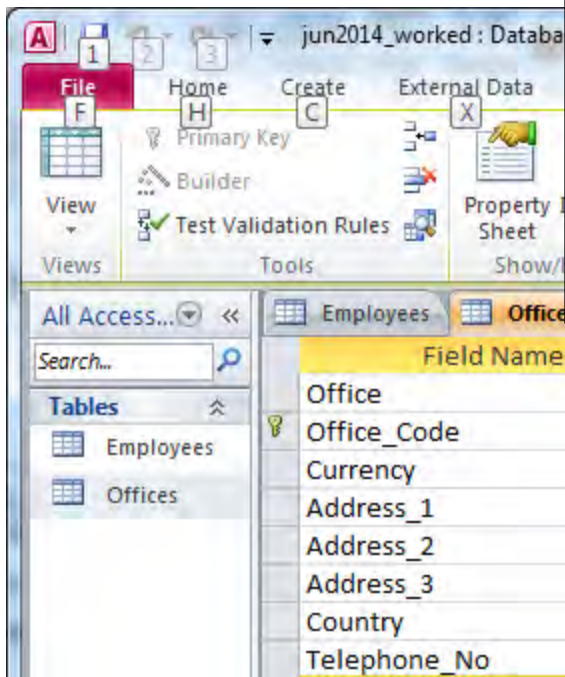 A 1 2 3 jun2014_worked : Databa
File Home Create External Data
F H C X
Primary Key
Builder
View Test Validation Rules Property
Sheet
Views Tools Show/
All Access... « Employees Office
Search... Field Name
Tables Office
Employees Office_Code
Offices Currency
Address_1
Address_2
Address_3
Country
Telephone_No